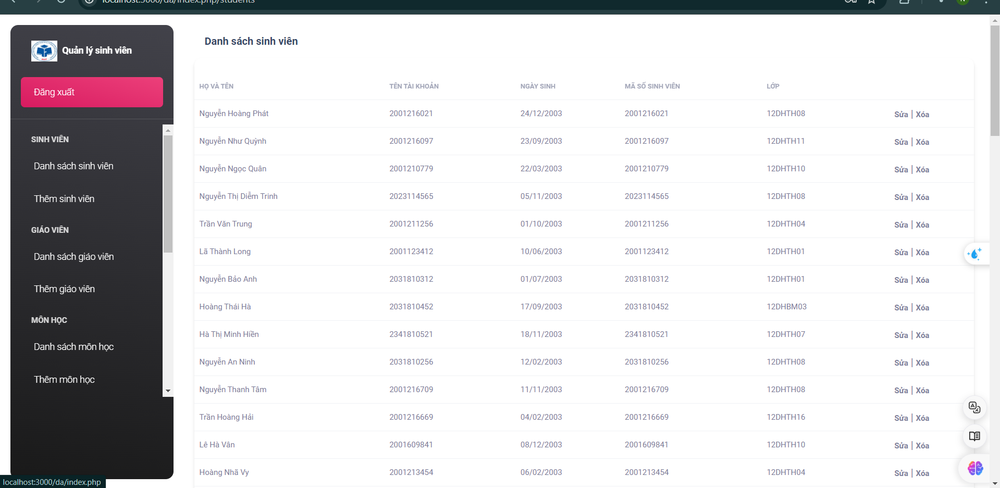 localhost:3000/da/index.php/students
Quản lý sinh viên
Đăng xuất
SINH VIÊN
Danh sách sinh viên
Thêm sinh viên
GIÁO VIÊN
Danh sách giáo viên
Thêm giáo viên
MÔN HỌC
Danh sách môn học
Thêm môn học
Danh sách sinh viên
HỌ VÀ TÊN TÊN TÀI KHOẢN NGÀY SINH MÃ SỐ SINH VIÊN LỚP
Nguyễn Hoàng Phát 2001216021 24/12/2003 2001216021 12DHTH08 Sửa | Xóa
Nguyễn Như Quỳnh 2001216097 23/09/2003 2001216097 12DHTH11 Sửa | Xóa
Nguyễn Ngọc Quân 2001210779 22/03/2003 2001210779 12DHTH10 Sửa | Xóa
Nguyễn Thị Diễm Trinh 2023114565 05/11/2003 2023114565 12DHTH08 Sửa | Xóa
Trần Văn Trung 2001211256 01/10/2003 2001211256 12DHTH04 Sửa | Xóa
Lã Thành Long 2001123412 10/06/2003 2001123412 12DHTH01 Sửa | Xóa
Nguyễn Bảo Anh 2031810312 01/07/2003 2031810312 12DHTH01 Sửa | Xóa
Hoàng Thái Hà 2031810452 17/09/2003 2031810452 12DHBM03 Sửa | Xóa
Hà Thị Minh Hiền 2341810521 18/11/2003 2341810521 12DHTH07 Sửa | Xóa
Nguyễn An Ninh 2031810256 12/02/2003 2031810256 12DHTH08 Sửa | Xóa
Nguyễn Thanh Tâm 2001216709 11/11/2003 2001216709 12DHTH08 Sửa | Xóa
Trần Hoàng Hải 2001216669 04/02/2003 2001216669 12DHTH16 Sửa | Xóa
Lê Hà Vân 2001609841 08/12/2003 2001609841 12DHTH10 Sửa | Xóa
Hoàng Nhã Vy 2001213454 06/02/2003 2001213454 12DHTH04 Sửa | Xóa
localhost:3000/da/index.php